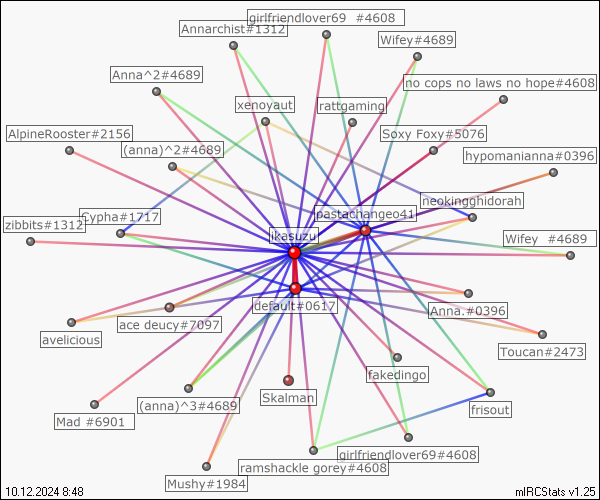 girlfriendlover69   #4608
Annarchist#1312
Wifey#4689
Anna^2#4689
no cops no laws no hope#4608
xenoyaut
rattgaming
AlpineRooster#2156
Soxy Foxy#5076
(anna)^2#4689
hypomanianna#0396
neokingghidorah
pastachangeo41
Cypha#1717
zibbits#1312
ikasuzu
Wifey   #4689
default#0617
Anna.#0396
ace deucy#7097
avelicious
Toucan#2473
fakedingo
Skalman
(anna)^3#4689
frisout
Mad #6901
girlfriendlover69#4608
ramshackle gorey#4608
Mushy#1984
10.12.2024 8:48
mIRCStats v1.25